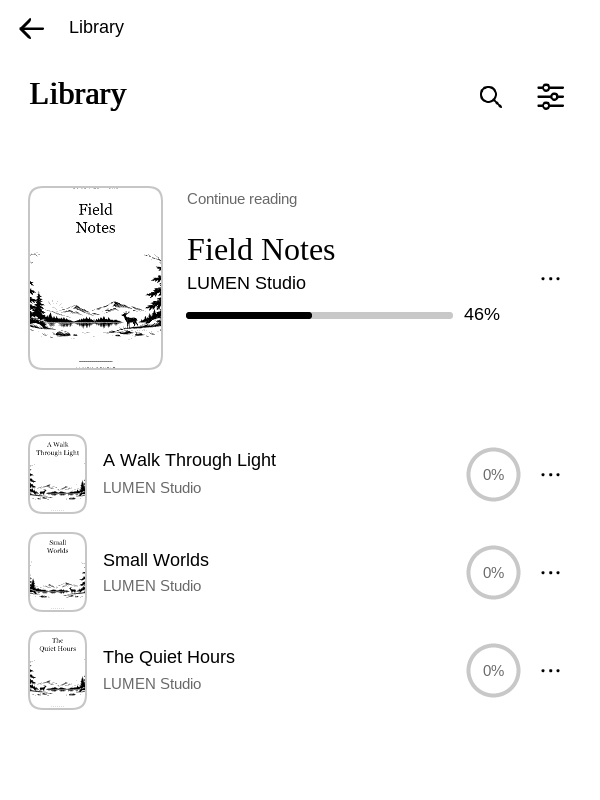 Library
Library
Continue reading
Field
Notes
Field Notes
LUMEN Studio
46%
A Walk
Through Light
A Walk Through Light
LUMEN Studio
0%
Small
Worlds
Small Worlds
LUMEN Studio
0%
The
Quiet Hours
The Quiet Hours
LUMEN Studio
0%